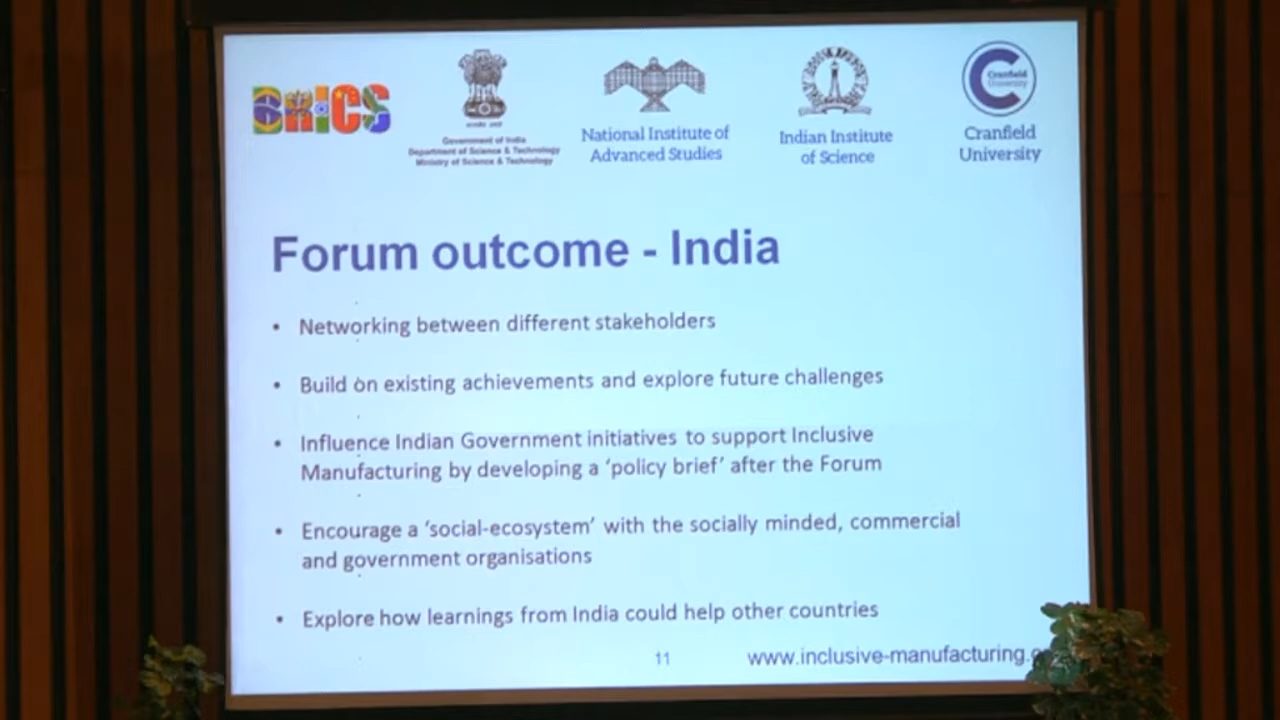 BRICS
Government of India
Department of Science & Technology
Ministry of Science & Technology
National Institute of
Advanced Studies
Indian Institute
of Science
Cranfield
University
Cranfield
University
Forum outcome - India
• Networking between different stakeholders
• Build on existing achievements and explore future challenges
• Influence Indian Government initiatives to support Inclusive
Manufacturing by developing a ‘policy brief’ after the Forum
• Encourage a ‘social-ecosystem’ with the socially minded, commercial
and government organisations
• Explore how learnings from India could help other countries
11
www.inclusive-manufacturing.